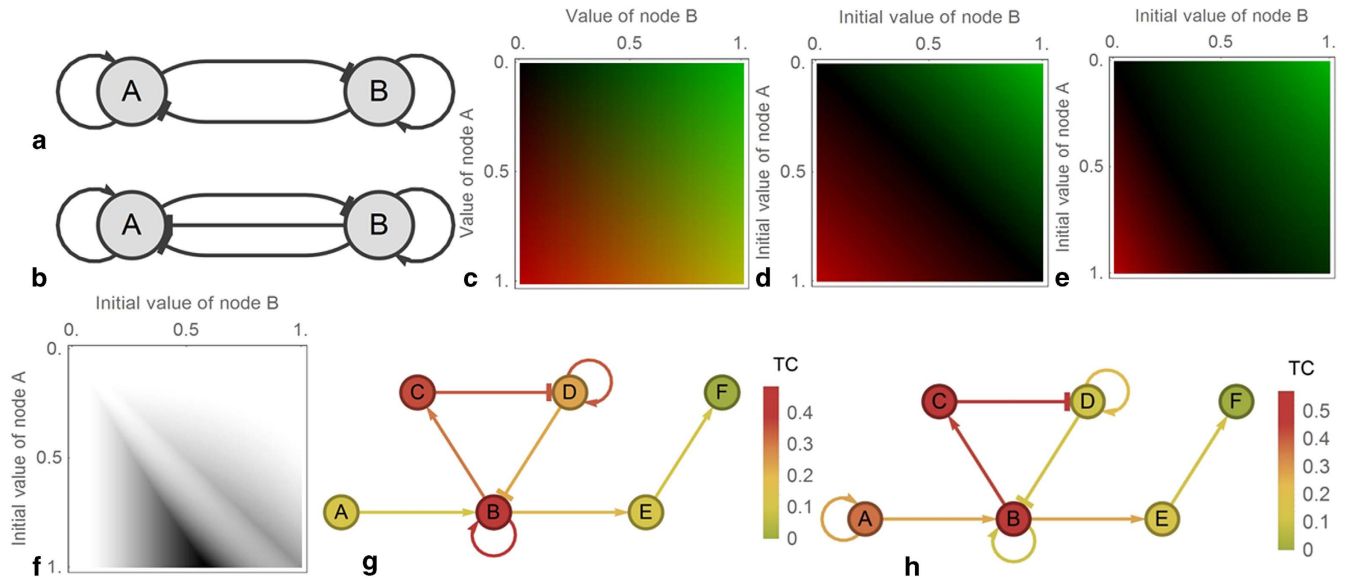 A
B
a
A
B
b
Value of node B
0.
0.5
1.
Value of node A
0.
0.5
1.
c
Initial value of node B
0.
0.5
1.
Initial value of node A
0.
0.5
1.
d
Initial value of node B
0.
0.5
1.
Initial value of node A
0.
0.5
1.
e
Initial value of node B
0.
0.5
1.
Initial value of node A
0.
0.5
1.
f
C
D
F
A
B
E
g
TC
0.4
0.3
0.2
0.1
0
C
D
F
A
B
E
h
TC
0.5
0.4
0.3
0.2
0.1
0